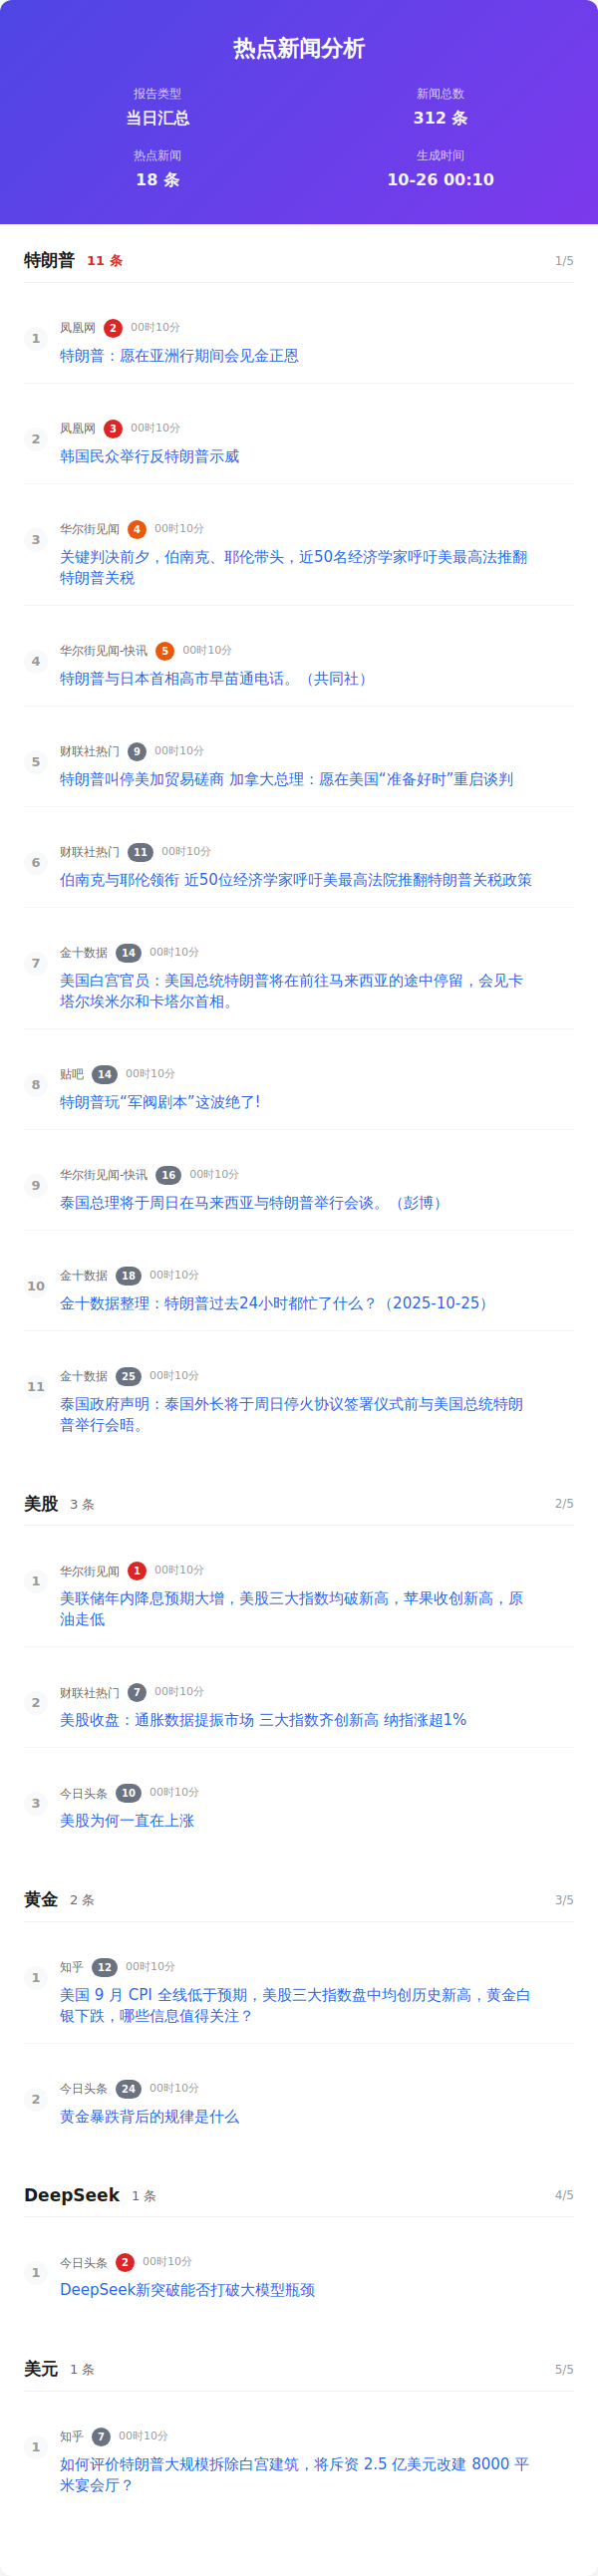 热点新闻分析
报告类型
当日汇总
新闻总数
312 条
热点新闻
18 条
生成时间
10-26 00:10
特朗普 11 条 1/5
1
凤凰网 2 00时10分
特朗普：愿在亚洲行期间会见金正恩
2
凤凰网 3 00时10分
韩国民众举行反特朗普示威
3
华尔街见闻 4 00时10分
关键判决前夕，伯南克、耶伦带头，近50名经济学家呼吁美最高法推翻
特朗普关税
4
华尔街见闻-快讯 5 00时10分
特朗普与日本首相高市早苗通电话。（共同社）
5
财联社热门 9 00时10分
特朗普叫停美加贸易磋商 加拿大总理：愿在美国“准备好时”重启谈判
6
财联社热门 11 00时10分
伯南克与耶伦领衔 近50位经济学家呼吁美最高法院推翻特朗普关税政策
7
金十数据 14 00时10分
美国白宫官员：美国总统特朗普将在前往马来西亚的途中停留，会见卡
塔尔埃米尔和卡塔尔首相。
8
贴吧 14 00时10分
特朗普玩“军阀剧本”这波绝了!
9
华尔街见闻-快讯 16 00时10分
泰国总理将于周日在马来西亚与特朗普举行会谈。（彭博）
10
金十数据 18 00时10分
金十数据整理：特朗普过去24小时都忙了什么？（2025-10-25）
11
金十数据 25 00时10分
泰国政府声明：泰国外长将于周日停火协议签署仪式前与美国总统特朗
普举行会晤。
美股 3 条 2/5
1
华尔街见闻 1 00时10分
美联储年内降息预期大增，美股三大指数均破新高，苹果收创新高，原
油走低
2
财联社热门 7 00时10分
美股收盘：通胀数据提振市场 三大指数齐创新高 纳指涨超1%
3
今日头条 10 00时10分
美股为何一直在上涨
黄金 2 条 3/5
1
知乎 12 00时10分
美国 9 月 CPI 全线低于预期，美股三大指数盘中均创历史新高，黄金白
银下跌，哪些信息值得关注？
2
今日头条 24 00时10分
黄金暴跌背后的规律是什么
DeepSeek 1 条 4/5
1
今日头条 2 00时10分
DeepSeek新突破能否打破大模型瓶颈
美元 1 条 5/5
1
知乎 7 00时10分
如何评价特朗普大规模拆除白宫建筑，将斥资 2.5 亿美元改建 8000 平
米宴会厅？